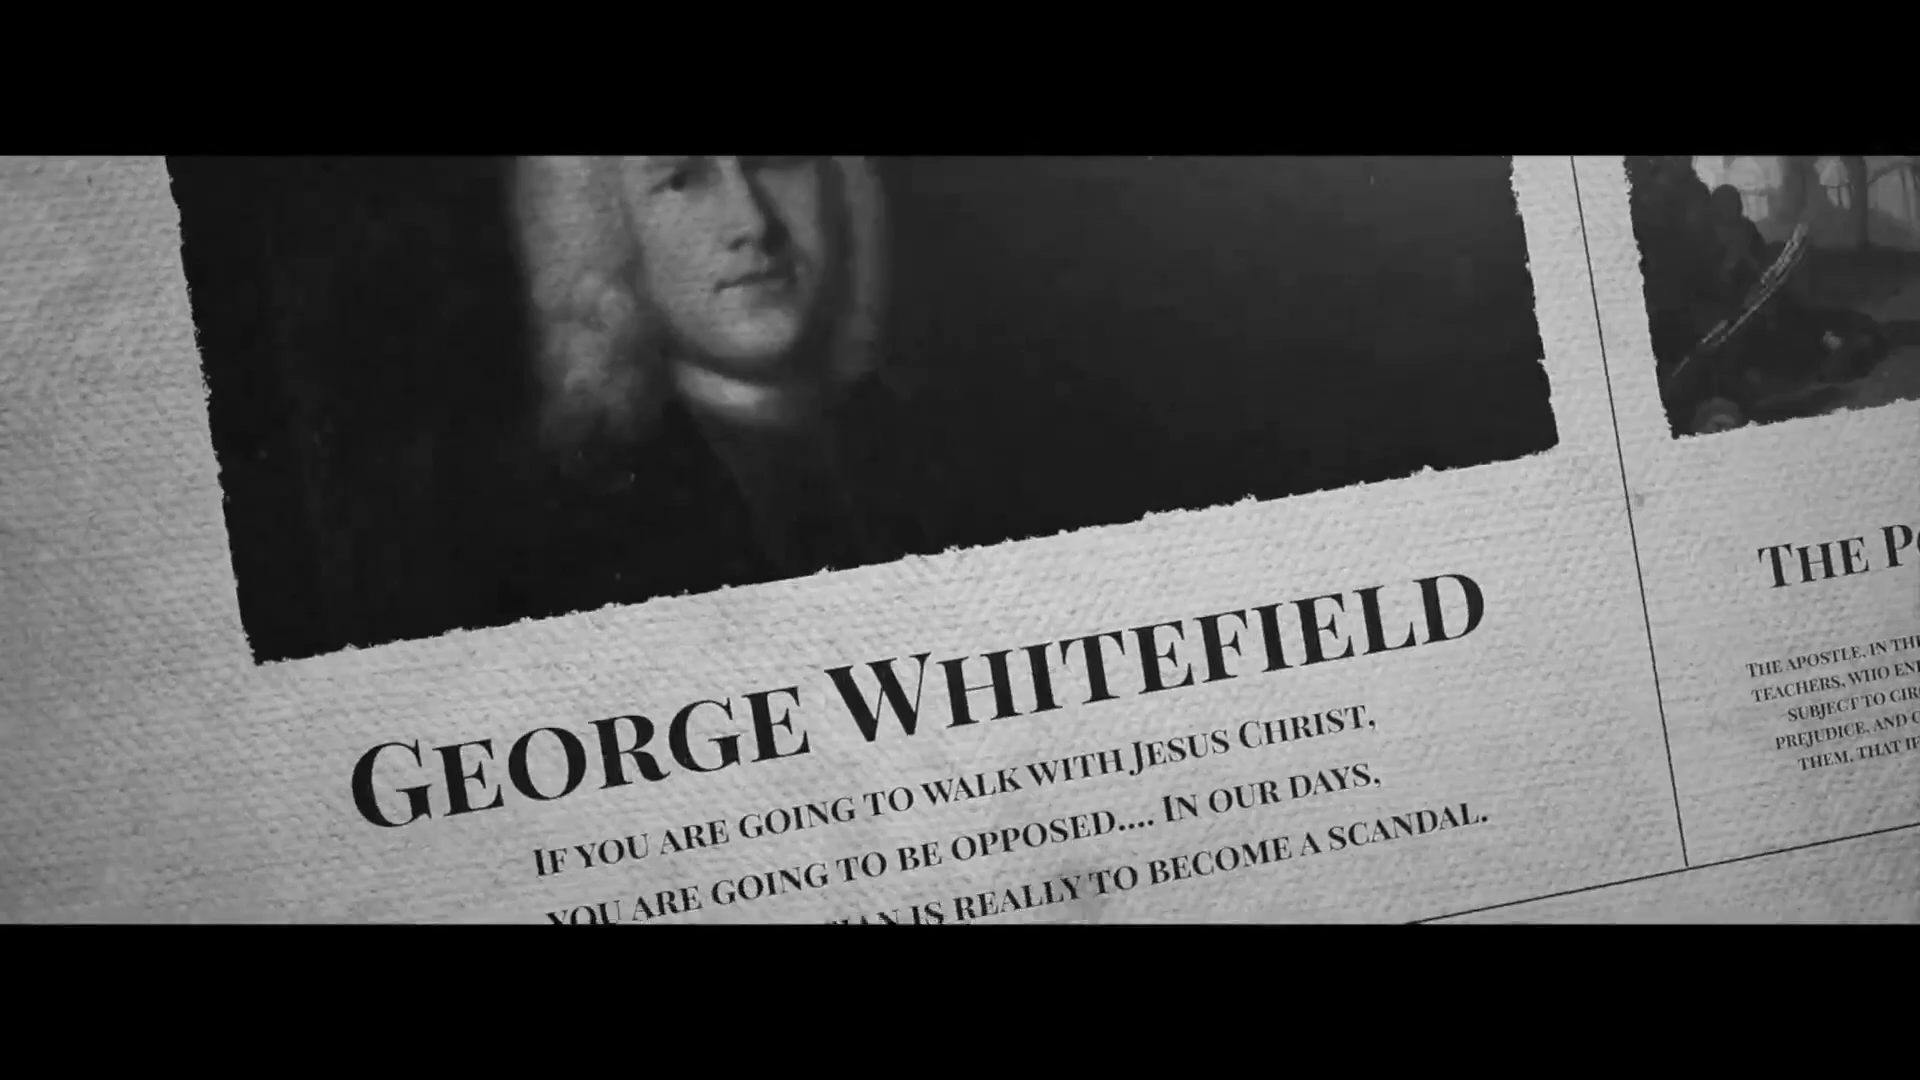 George Whitefield
If you are going to walk with Jesus Christ,
you are going to be opposed.... In our days,
is really to become a scandal.
The
The apostle, in
teachers, who
subject to
prejudice, and
them, that if